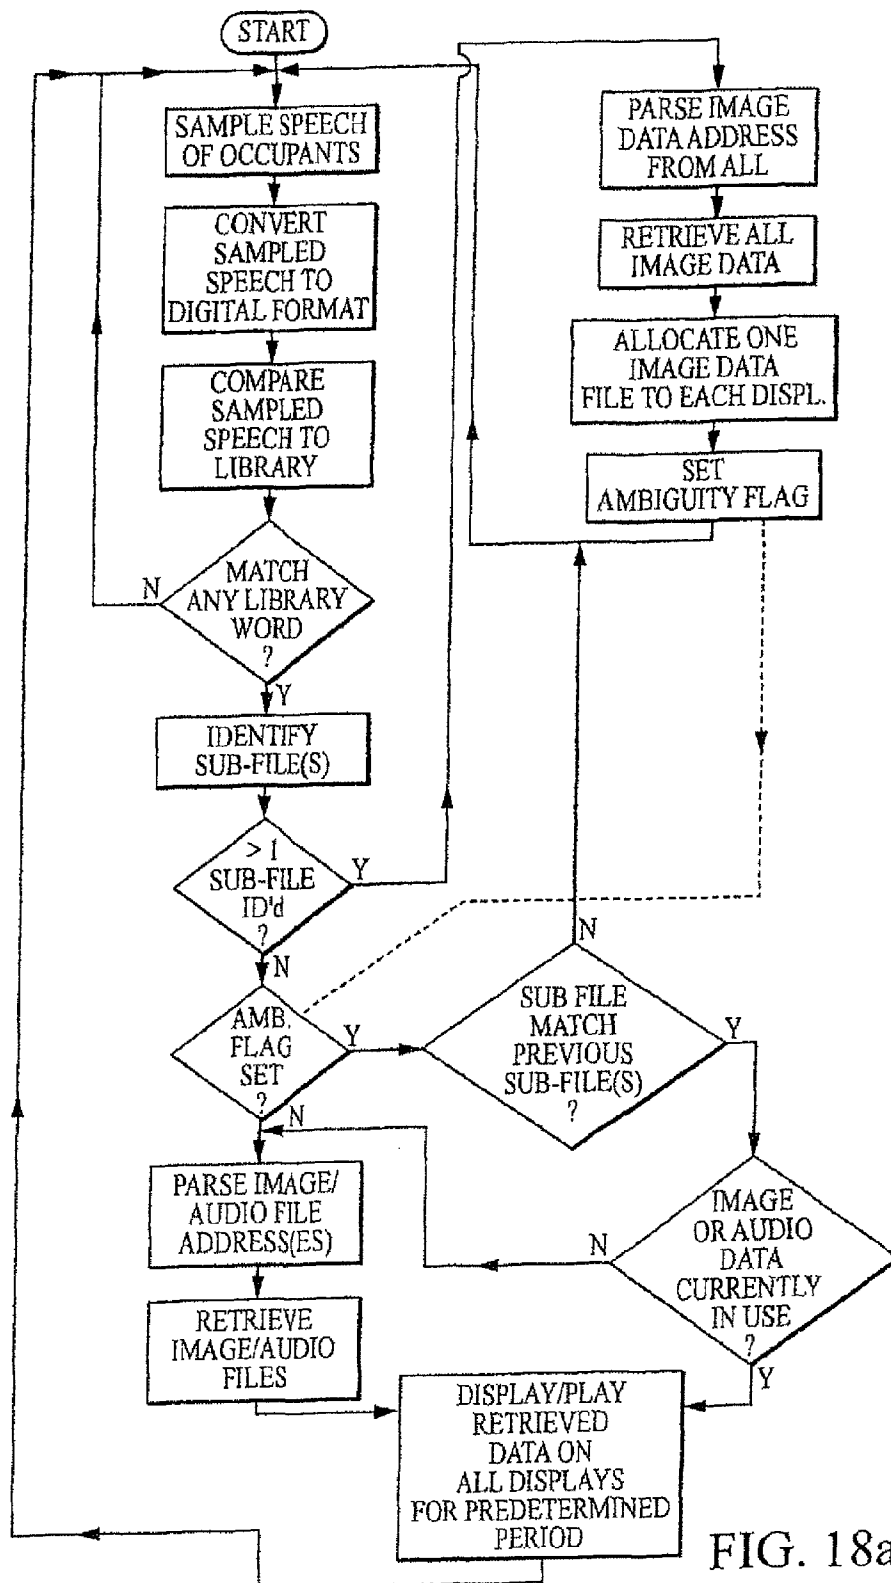 START
SAMPLE SPEECH
OF OCCUPANTS
CONVERT
SAMPLED
SPEECH TO
DIGITAL FORMAT
COMPARE
SAMPLED
SPEECH TO
LIBRARY
MATCH
ANY LIBRARY
WORD
?
N
Y
IDENTIFY
SUB-FILE(S)
> 1
SUB-FILE
ID'd
?
Y
N
AMB.
FLAG
SET
?
Y
N
PARSE IMAGE/
AUDIO FILE
ADDRESS(ES)
RETRIEVE
IMAGE/AUDIO
FILES
PARSE IMAGE
DATA ADDRESS
FROM ALL
RETRIEVE ALL
IMAGE DATA
ALLOCATE ONE
IMAGE DATA
FILE TO EACH DISPL.
SET
AMBIGUITY FLAG
N
SUB FILE
MATCH
PREVIOUS
SUB-FILE(S)
?
Y
IMAGE
OR AUDIO
DATA
CURRENTLY
IN USE
?
N
Y
DISPLAY/PLAY
RETRIEVED
DATA ON
ALL DISPLAYS
FOR PREDETERMINED
PERIOD
FIG. 18a